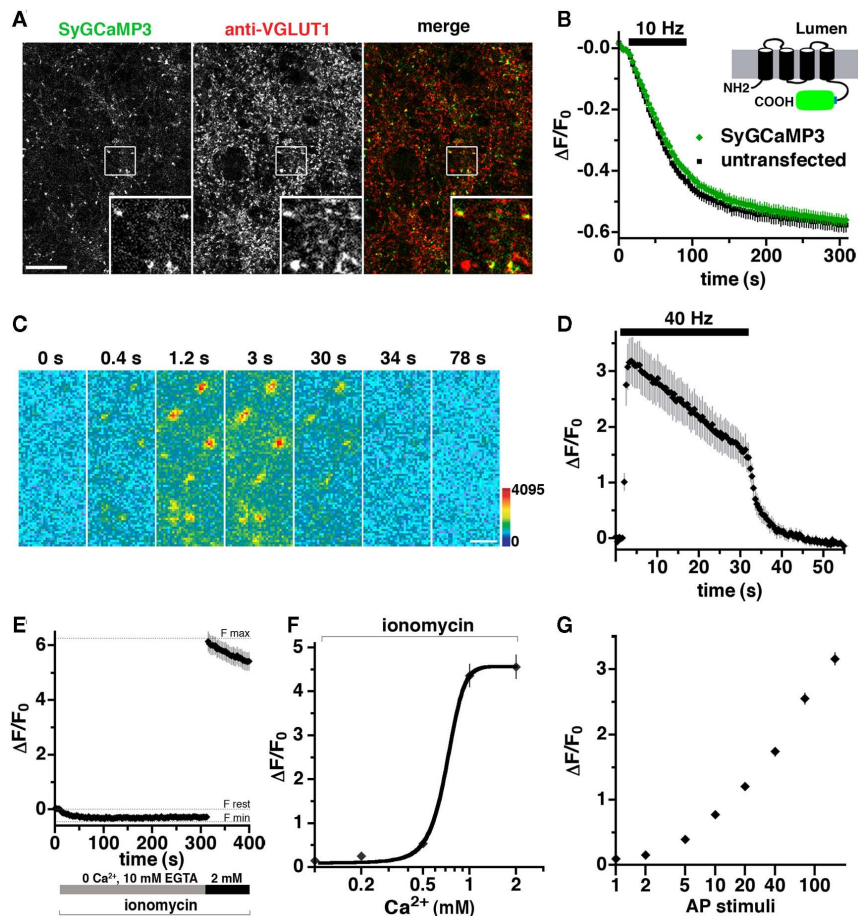 A
SyGCaMP3 anti-VGLUT1 merge
B
10 Hz
Lumen
NH2
COOH
SyGCaMP3
untransfected
ΔF/F0
-0.0
-0.2
-0.4
-0.6
0 100 200 300
time (s)
C
0 s 0.4 s 1.2 s 3 s 30 s 34 s 78 s
4095
0
D
40 Hz
ΔF/F0
3
2
1
0
10 20 30 40 50
time (s)
E
ΔF/F0
6
4
2
0
F max
F rest
F min
0 100 200 300 400
time (s)
0 Ca²⁺, 10 mM EGTA 2 mM
ionomycin
F
ionomycin
ΔF/F0
5
4
3
2
1
0
0.2 0.5 1 2
Ca²⁺ (mM)
G
ΔF/F0
3
2
1
0
1 2 5 10 20 40 100
AP stimuli